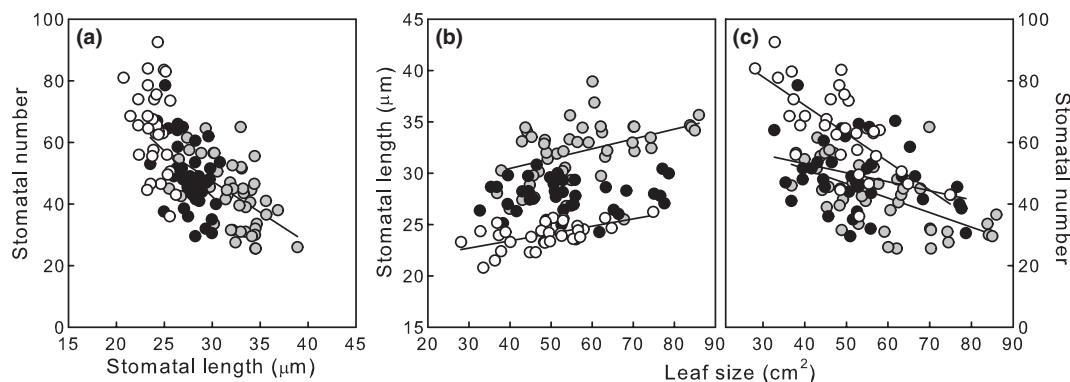 (a)
Stomatal number
100
80
60
40
20
0
15 20 25 30 35 40 45
Stomatal length (μm)
(b)
Stomatal length (μm)
45
40
35
30
25
20
15
20 30 40 50 60 70 80 90
(c)
100
80
60
40
20
0
Stomatal number
30 40 50 60 70 80 90
Leaf size (cm²)